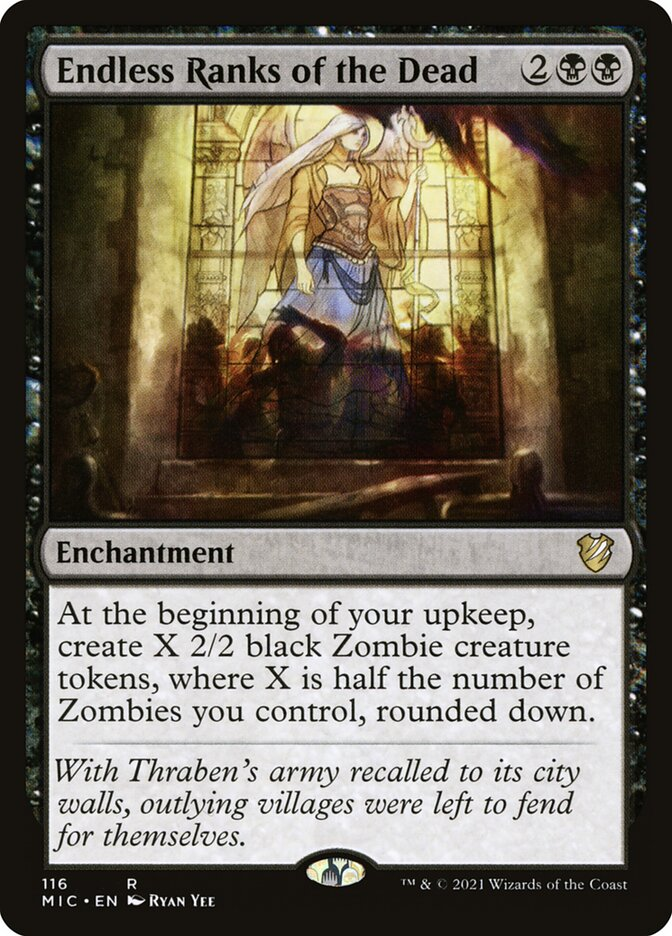 Endless Ranks of the Dead 2
Enchantment
At the beginning of your upkeep,
create X 2/2 black Zombie creature
tokens, where X is half the number of
Zombies you control, rounded down.
With Thraben's army recalled to its city
walls, outlying villages were left to fend
for themselves.
116 R
MIC • EN Ryan Yee
™ & © 2021 Wizards of the Coast